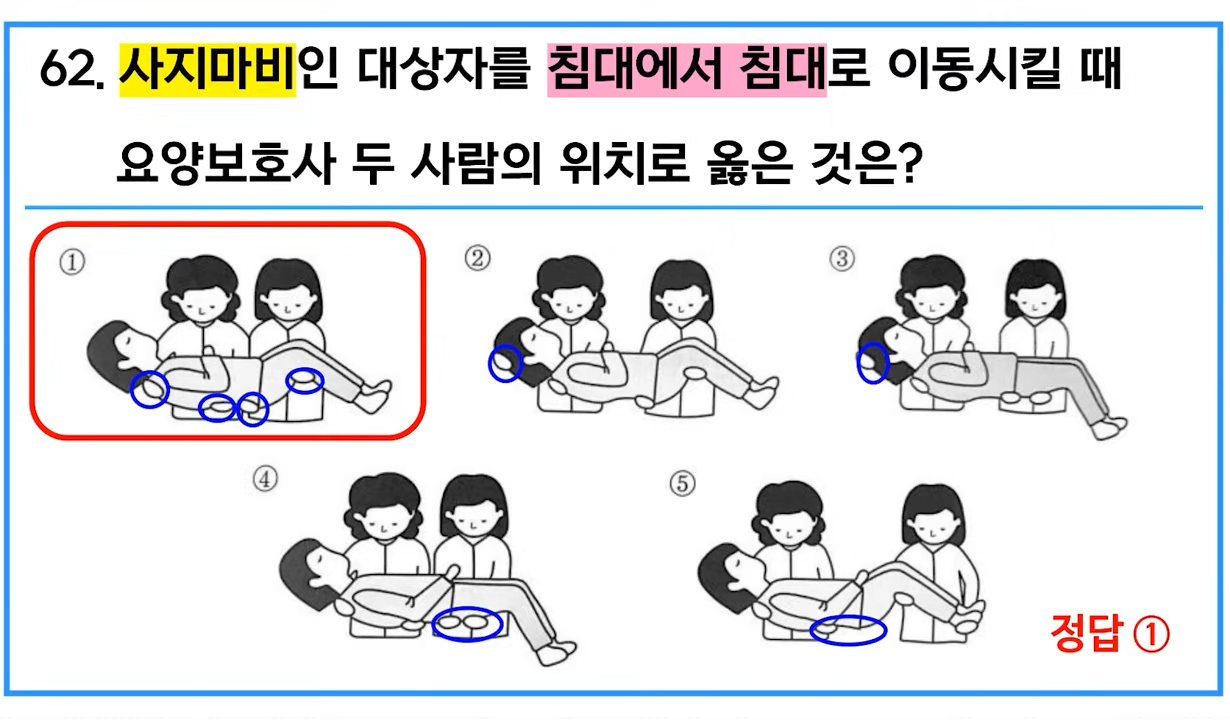 62. 사지마비인 대상자를 침대에서 침대로 이동시킬 때
요양보호사 두 사람의 위치로 옳은 것은?
① ② ③
④ ⑤
정답 ①